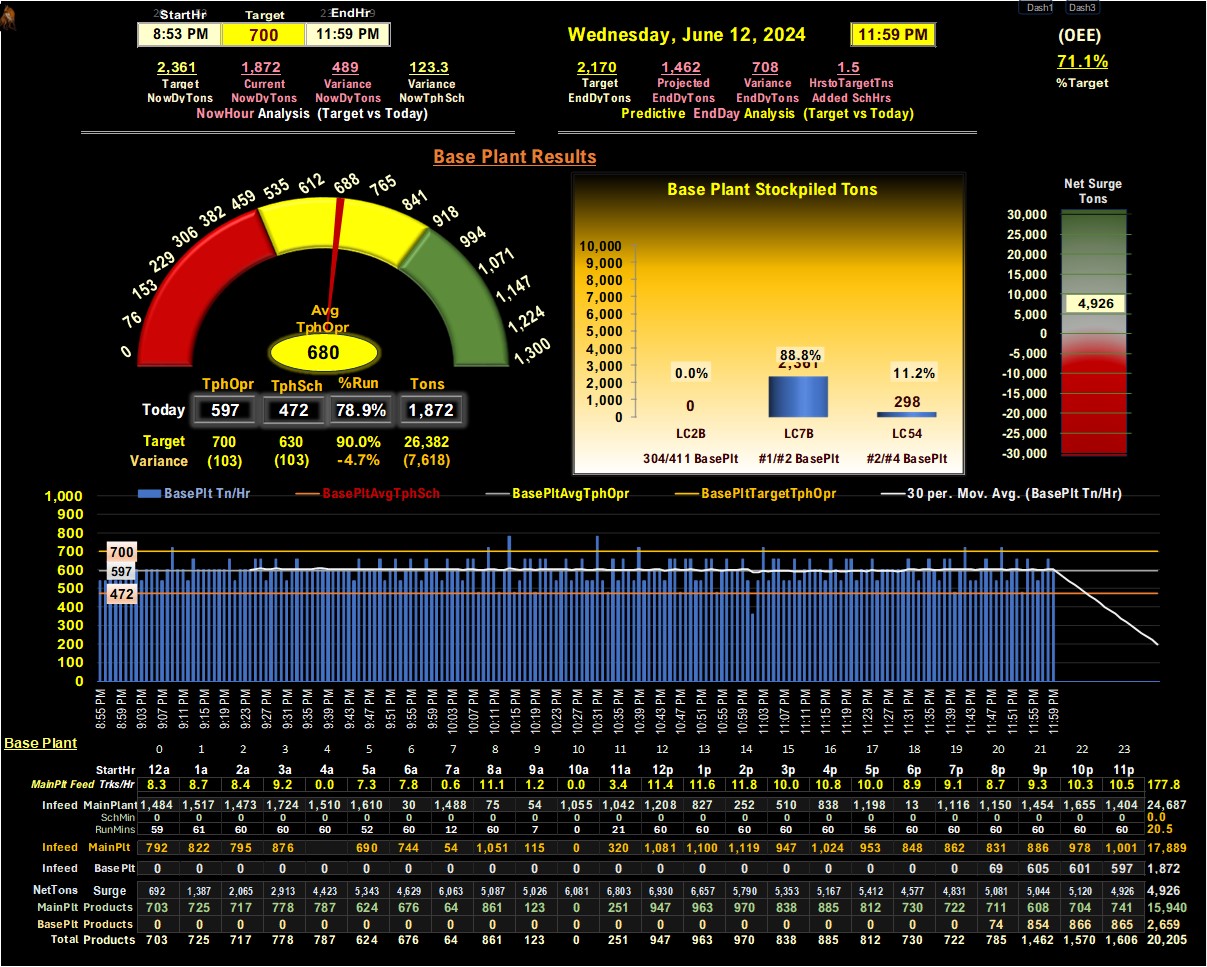 Dash1 Dash3
StartHr Target EndHr
8:53 PM 700 11:59 PM Wednesday, June 12, 2024 11:59 PM (OEE)
2,361 1,872 489 123.3 2,170 1,462 708 1.5 71.1%
Target Current Variance Variance Target Projected Variance HrstoTargetTns %Target
NowDyTons NowDyTons NowDyTons NowTphSch EndDyTons EndDyTons EndDyTons Added SchHrs
NowHour Analysis (Target vs Today) Predictive EndDay Analysis (Target vs Today)
Base Plant Results
0 76 153 229 306 382 459 535 612 688 765 841 918 994 1,071 1,147 1,224 1,300
Avg
TphOpr
680
TphOpr TphSch %Run Tons
Today 597 472 78.9% 1,872
Target 700 630 90.0% 26,382
Variance (103) (103) -4.7% (7,618)
Base Plant Stockpiled Tons
10,000
9,000
8,000
7,000
6,000
5,000
4,000
3,000
2,000
1,000
0
0.0% 88.8% 11.2%
0 2,361 298
LC2B LC7B LC54
304/411 BasePlt #1/#2 BasePlt #2/#4 BasePlt
Net Surge
Tons
30,000
25,000
20,000
15,000
10,000
4,926
5,000
0
-5,000
-10,000
-15,000
-20,000
-25,000
-30,000
BasePlt Tn/Hr BasePltAvgTphSch BasePltAvgTphOpr BasePltTargetTphOpr 30 per. Mov. Avg. (BasePlt Tn/Hr)
1,000
900
800
700
600
500
400
300
200
100
0
700
597
472
8:55 PM 8:59 PM 9:03 PM 9:07 PM 9:11 PM 9:15 PM 9:19 PM 9:23 PM 9:27 PM 9:31 PM 9:35 PM 9:39 PM 9:43 PM 9:47 PM 9:51 PM 9:55 PM 9:59 PM 10:03 PM 10:07 PM 10:11 PM 10:15 PM 10:19 PM 10:23 PM 10:27 PM 10:31 PM 10:35 PM 10:39 PM 10:43 PM 10:47 PM 10:51 PM 10:55 PM 10:59 PM 11:03 PM 11:07 PM 11:11 PM 11:15 PM 11:19 PM 11:23 PM 11:27 PM 11:31 PM 11:35 PM 11:39 PM 11:43 PM 11:47 PM 11:51 PM 11:55 PM 11:59 PM
Base Plant
0 1 2 3 4 5 6 7 8 9 10 11 12 13 14 15 16 17 18 19 20 21 22 23
StartHr 12a 1a 2a 3a 4a 5a 6a 7a 8a 9a 10a 11a 12p 1p 2p 3p 4p 5p 6p 7p 8p 9p 10p 11p
MainPlt Feed Trks/Hr 8.3 8.7 8.4 9.2 0.0 7.3 7.8 0.6 11.1 1.2 0.0 3.4 11.4 11.6 11.8 10.0 10.8 10.0 8.9 9.1 8.7 9.3 10.3 10.5 177.8
Infeed MainPlant 1,484 1,517 1,473 1,724 1,510 1,610 30 1,488 75 54 1,055 1,042 1,208 827 252 510 838 1,198 13 1,116 1,150 1,454 1,655 1,404 24,687
SchMin 0 0 0 0 0 0 0 0 0 0 0 0 0 0 0 0 0 0 0 0 0 0 0 0 0.0
RunMins 59 61 60 60 60 52 60 12 60 7 0 21 60 60 60 60 60 56 60 60 60 60 60 60 20.5
Infeed MainPlt 792 822 795 876 690 744 54 1,051 115 0 320 1,081 1,100 1,119 947 1,024 953 848 862 831 886 978 1,001 17,889
Infeed BasePlt 0 0 0 0 0 0 0 0 0 0 0 0 0 0 0 0 0 0 0 0 69 605 601 597 1,872
NetTons Surge 692 1,387 2,065 2,913 4,423 5,343 4,629 6,063 5,087 5,026 6,081 6,803 6,930 6,657 5,790 5,353 5,167 5,412 4,577 4,831 5,081 5,044 5,120 4,926 4,926
MainPlt Products 703 725 717 778 787 624 676 64 861 123 0 251 947 963 970 838 885 812 730 722 711 608 704 741 15,940
BasePlt Products 0 0 0 0 0 0 0 0 0 0 0 0 0 0 0 0 0 0 0 0 74 854 866 865 2,659
Total Products 703 725 717 778 787 624 676 64 861 123 0 251 947 963 970 838 885 812 730 722 785 1,462 1,570 1,606 20,205